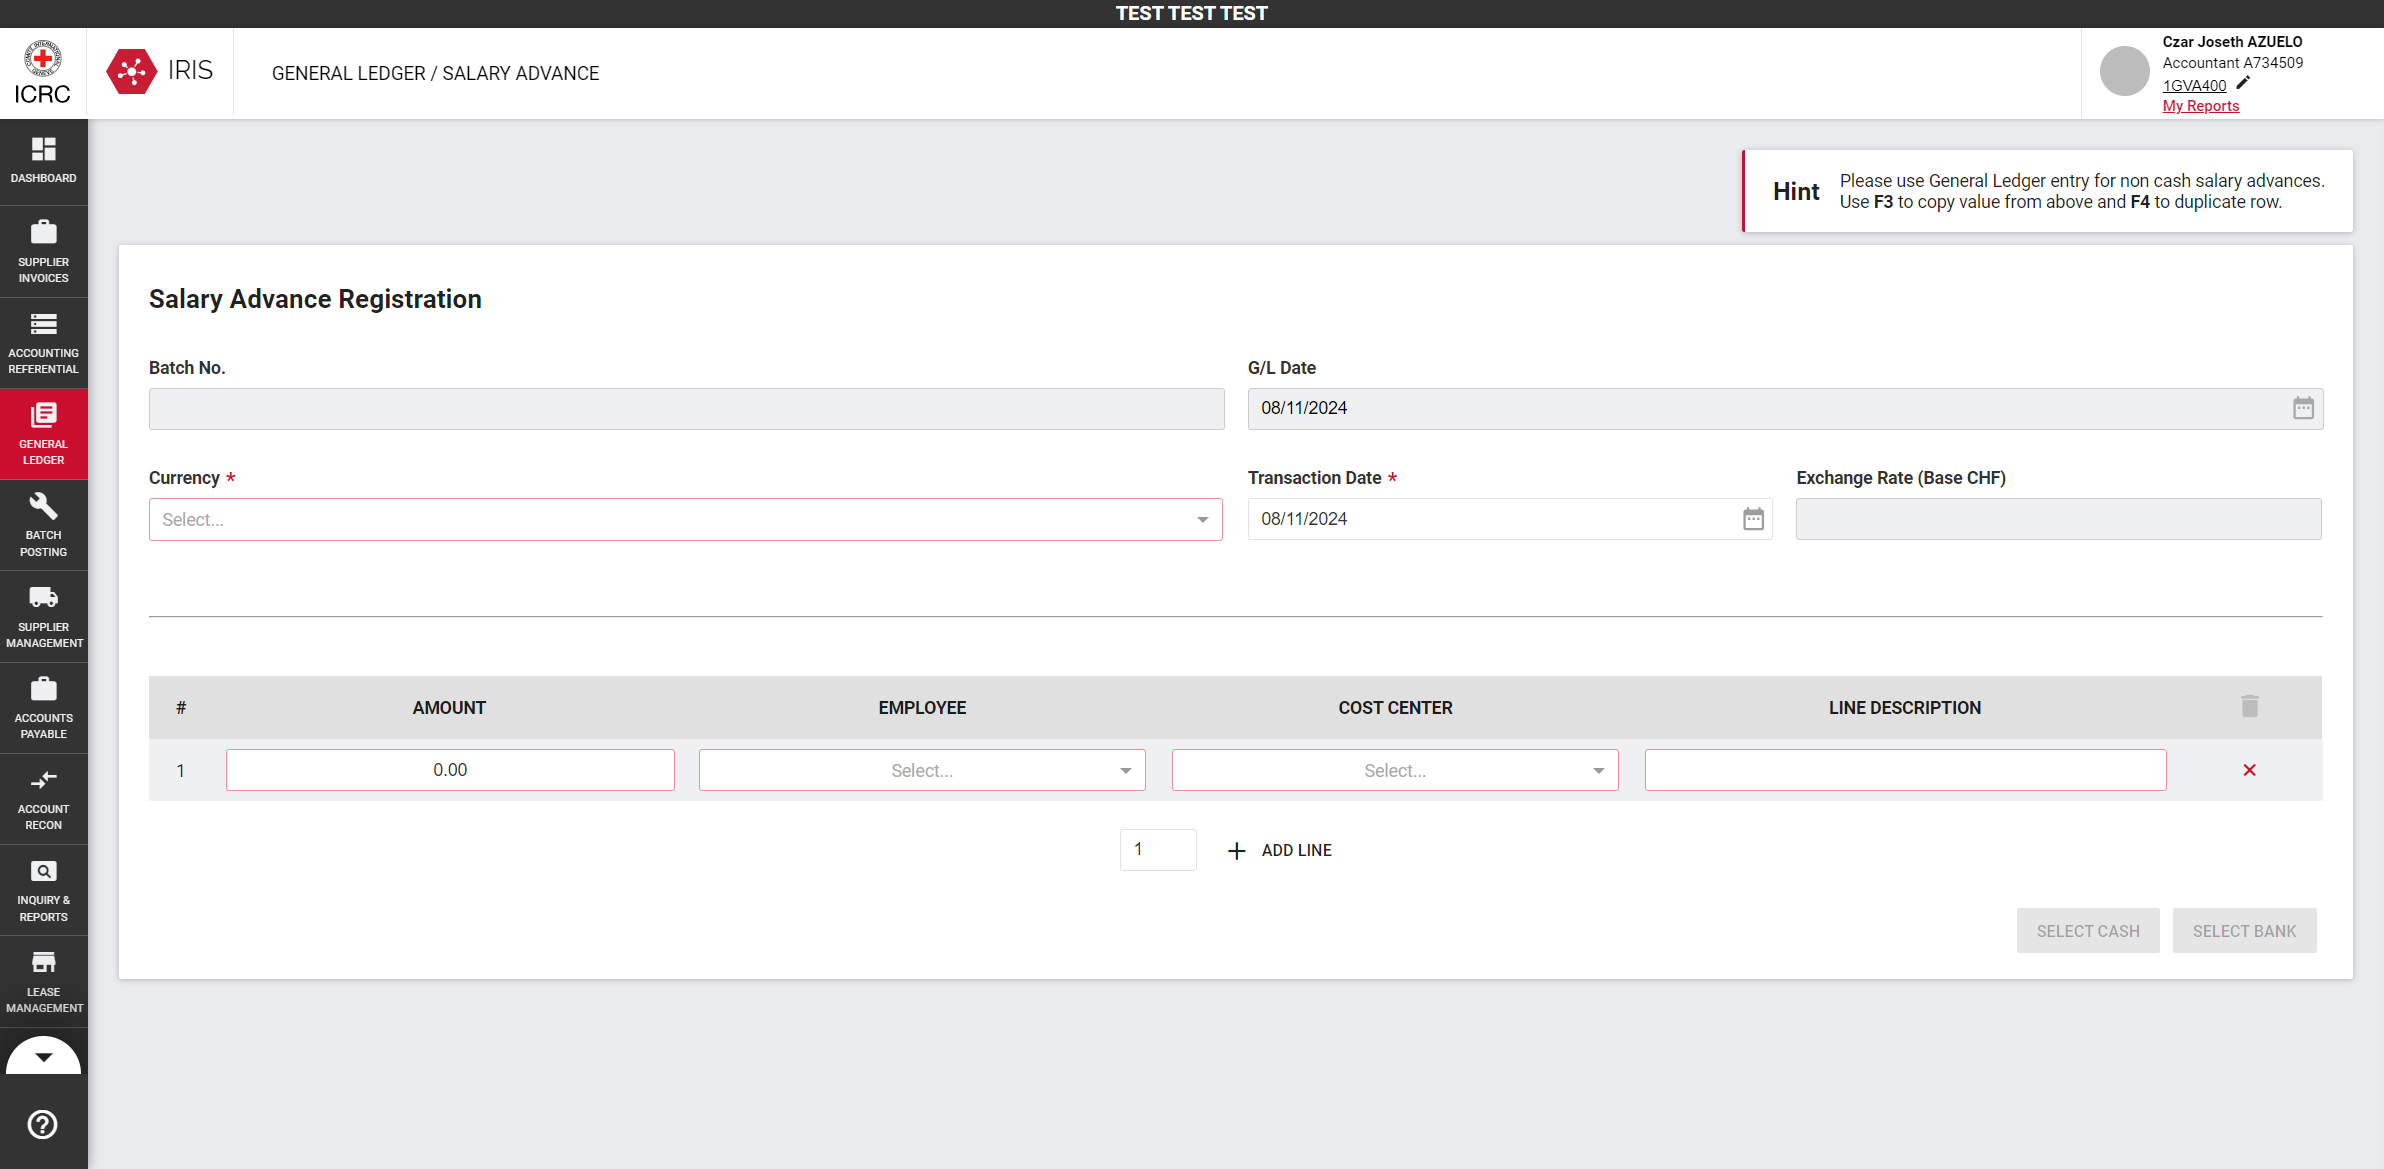 TEST TEST TEST
ICRC
IRIS
GENERAL LEDGER / SALARY ADVANCE
Czar Joseth AZUELO
Accountant A734509
1GVA400
My Reports
DASHBOARD
SUPPLIER
INVOICES
ACCOUNTING
REFERENTIAL
GENERAL
LEDGER
BATCH
POSTING
SUPPLIER
MANAGEMENT
ACCOUNTS
PAYABLE
ACCOUNT
RECON
INQUIRY &
REPORTS
LEASE
MANAGEMENT
Hint
Please use General Ledger entry for non cash salary advances.
Use F3 to copy value from above and F4 to duplicate row.
Salary Advance Registration
Batch No.
G/L Date
08/11/2024
Currency *
Transaction Date *
Exchange Rate (Base CHF)
Select...
08/11/2024
# AMOUNT EMPLOYEE COST CENTER LINE DESCRIPTION
1 0.00 Select... Select...
1 ADD LINE
SELECT CASH SELECT BANK